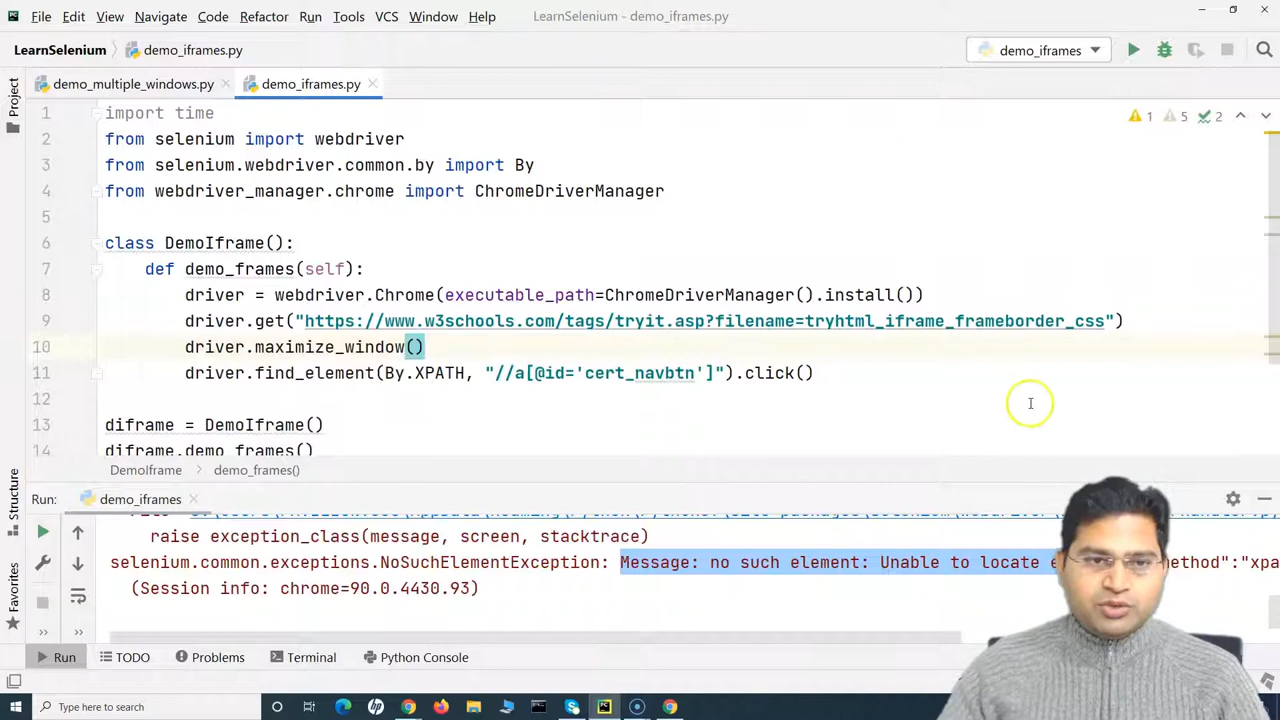 File Edit View Navigate Code Refactor Run Tools VCS Window Help LearnSelenium - demo_iframes.py
LearnSelenium demo_iframes.py demo_iframes
demo_multiple_windows.py demo_iframes.py
Project
1 import time
1 5 2
2 from selenium import webdriver
3 from selenium.webdriver.common.by import By
4 from webdriver_manager.chrome import ChromeDriverManager
5
6 class DemoIframe():
7 def demo_frames(self):
8 driver = webdriver.Chrome(executable_path=ChromeDriverManager().install())
9 driver.get("https://www.w3schools.com/tags/tryit.asp?filename=tryhtml_iframe_frameborder_css")
10 driver.maximize_window()
11 driver.find_element(By.XPATH, "//a[@id='cert_navbtn']").click()
12
13 diframe = DemoIframe()
14 diframe.demo_frames()
DemoIframe demo_frames()
Structure
Favorites
Run: demo_iframes
raise exception_class(message, screen, stacktrace)
selenium.common.exceptions.NoSuchElementException: Message: no such element: Unable to locate
(Session info: chrome=90.0.4430.93)
Run TODO Problems Terminal Python Console
Type here to search